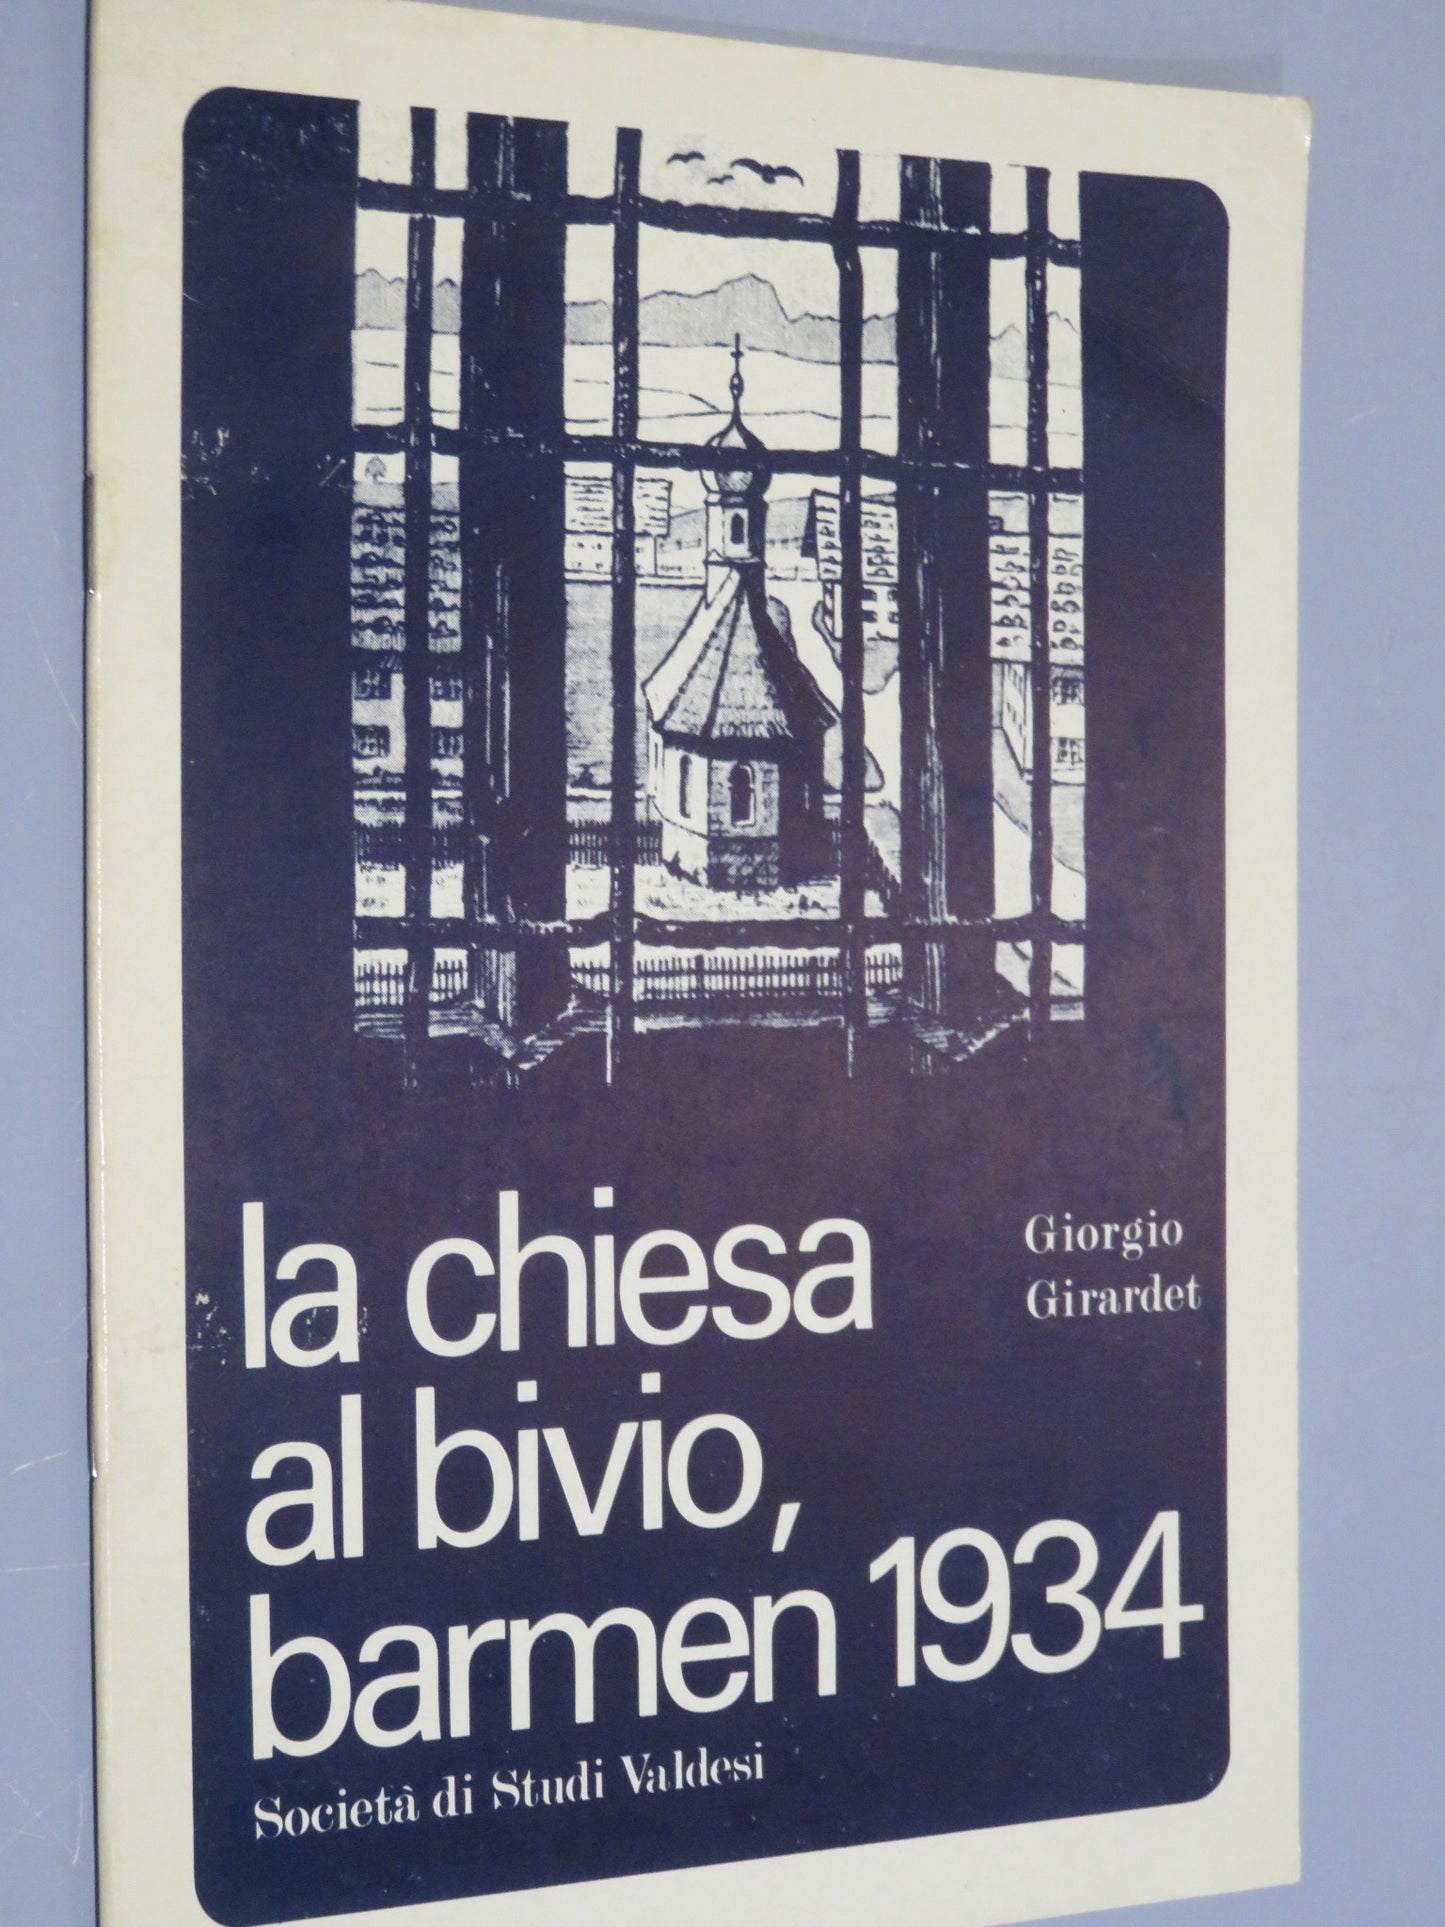 la chiesa
al bivio,
barmen 1934
Giorgio
Girardet
Società di Studi Valdesi